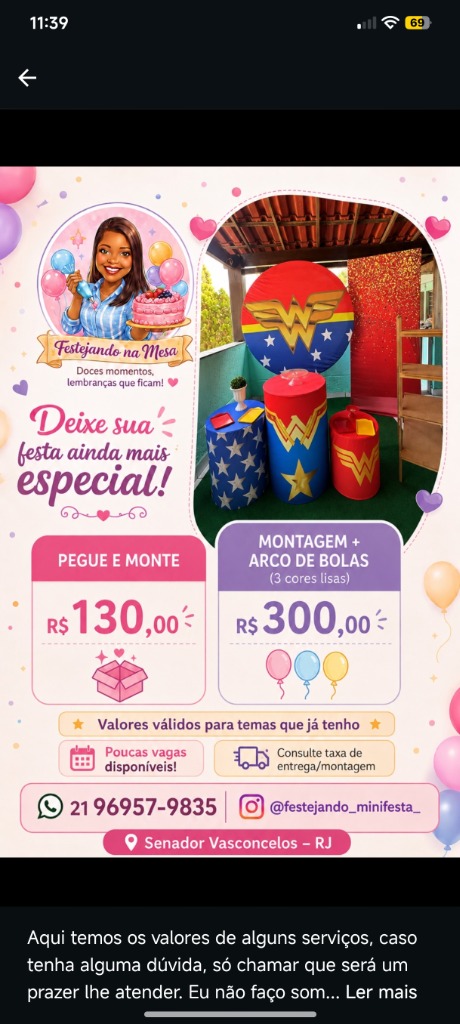 11:39
69
Festejando na Mesa
Doces momentos,
lembranças que ficam!
Deixe sua
festa ainda mais
especial!
PEGUE E MONTE
R$ 130,00
MONTAGEM +
ARCO DE BOLAS
(3 cores lisas)
R$ 300,00
Valores válidos para temas que já tenho
Poucas vagas
disponíveis!
Consulte taxa de
entrega/montagem
21 96957-9835
@festejando_minifesta_
Senador Vasconcelos – RJ
Aqui temos os valores de alguns serviços, caso
tenha alguma dúvida, só chamar que será um
prazer lhe atender. Eu não faço som... Ler mais